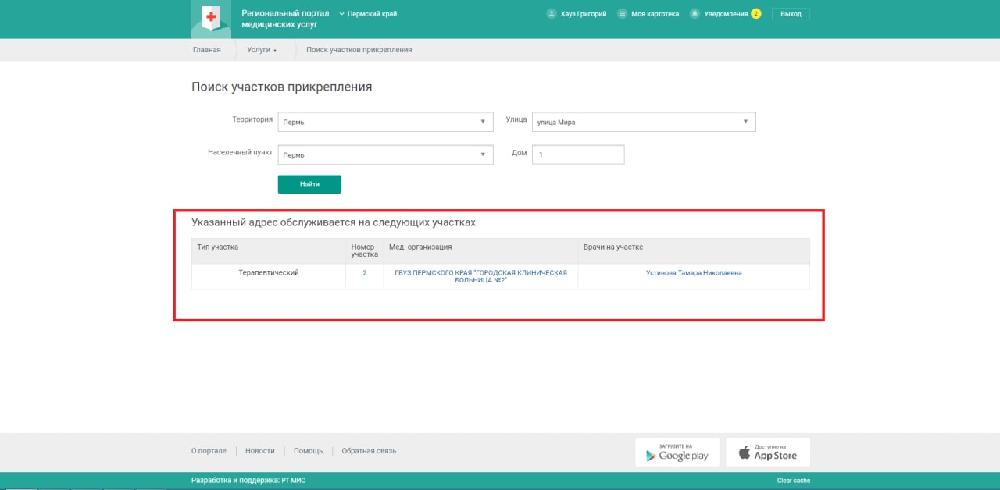 Региональный портал
медицинских услуг
Пермский край
Хауз Григорий
Моя картотека
Уведомления 2
Выход
Главная
Услуги
Поиск участков прикрепления
Поиск участков прикрепления
Территория
Пермь
Улица
улица Мира
Населенный пункт
Пермь
Дом
1
Найти
Указанный адрес обслуживается на следующих участках
Тип участка
Номер
участка
Мед. организация
Врачи на участке
Терапевтический
2
ГБУЗ ПЕРМСКОГО КРАЯ "ГОРОДСКАЯ КЛИНИЧЕСКАЯ
БОЛЬНИЦА №2"
Устинова Тамара Николаевна
О портале
Новости
Помощь
Обратная связь
ЗАГРУЗИТЕ НА
Google play
Доступно на
App Store
Разработка и поддержка: РТ-МИС
Clear cache